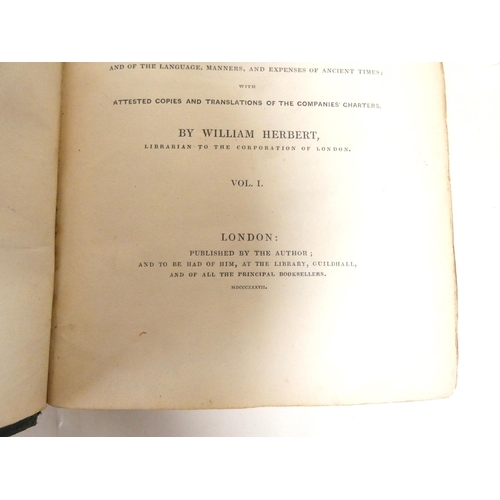 AND OF THE LANGUAGE, MANNERS, AND EXPENSES OF ANCIENT TIMES;
WITH
ATTESTED COPIES AND TRANSLATIONS OF THE COMPANIES' CHARTERS.
BY WILLIAM HERBERT,
LIBRARIAN TO THE CORPORATION OF LONDON.
VOL. I.
LONDON:
PUBLISHED BY THE AUTHOR;
AND TO BE HAD OF HIM, AT THE LIBRARY, GUILDHALL,
AND OF ALL THE PRINCIPAL BOOKSELLERS.
MDCCCXXXVII.